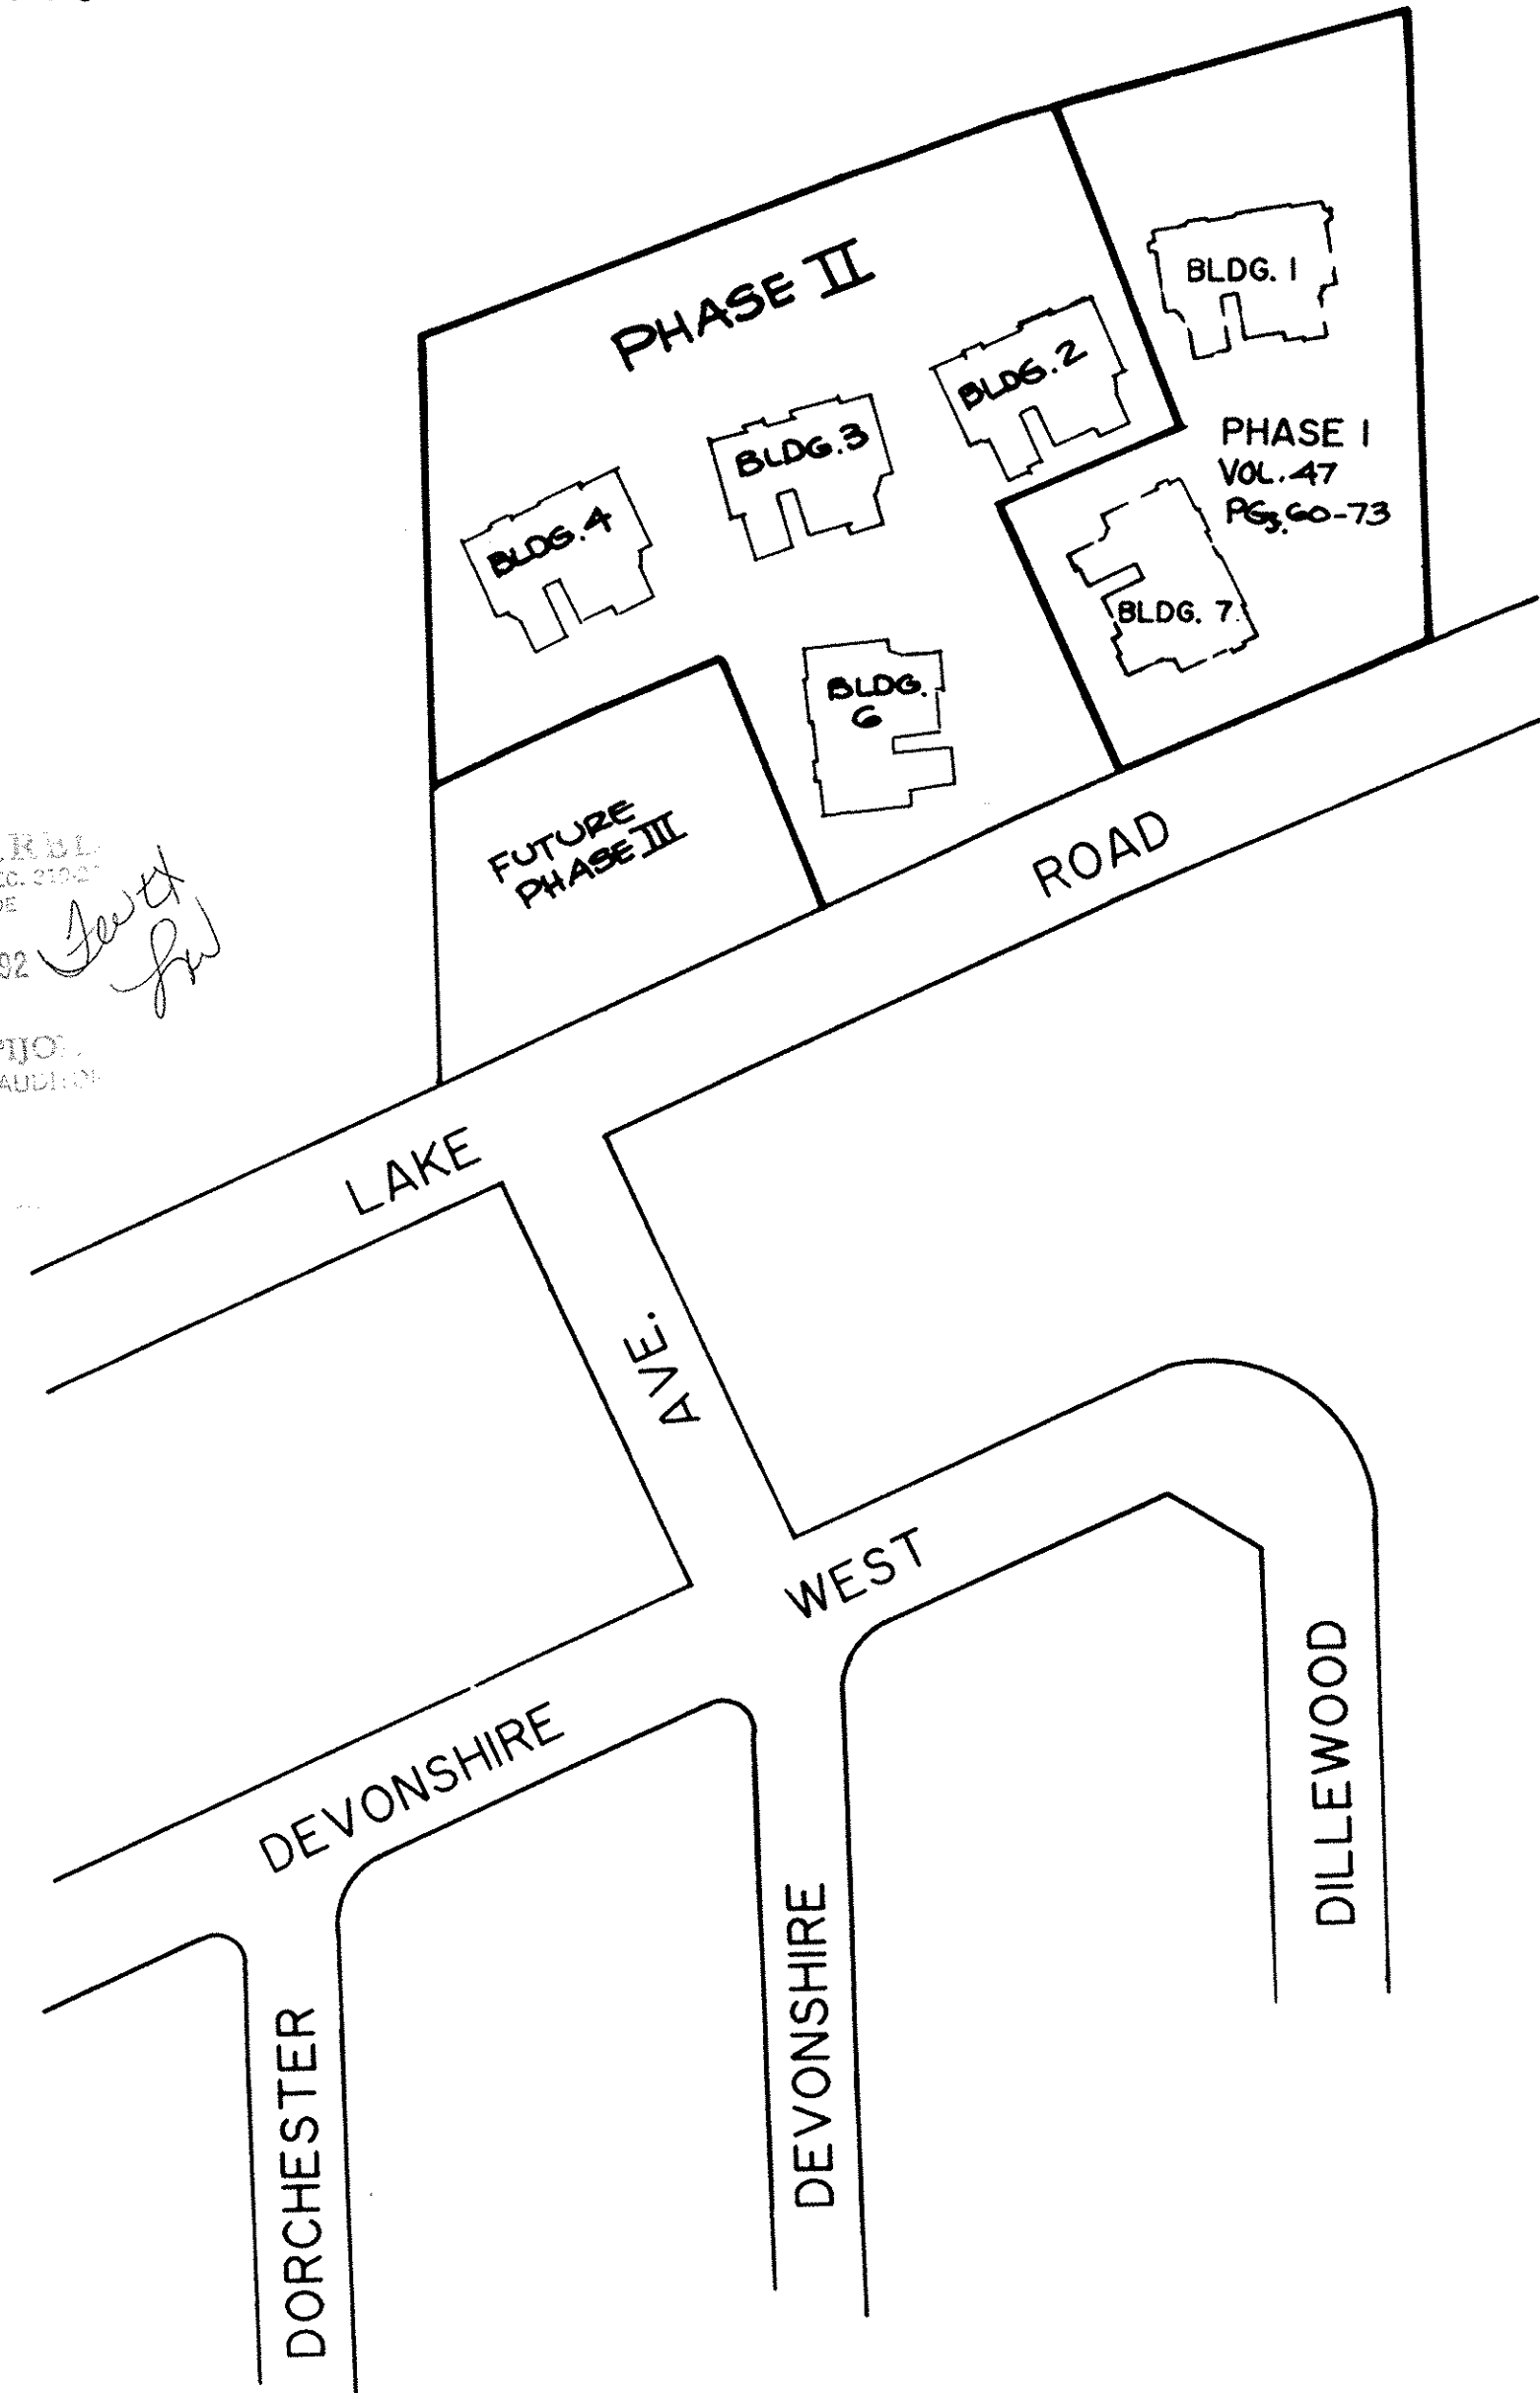 PHASE II
BLDG. 1
BLDG. 2
BLDG. 3
BLDG. 4
PHASE I
VOL. 47
PGS. 60-73
BLDG. 7
BLDG.
6
FUTURE
PHASE III
ROAD
LAKE
92
AVE.
WEST
DEVONSHIRE
DILLEWOOD
DEVONSHIRE
DORCHESTER